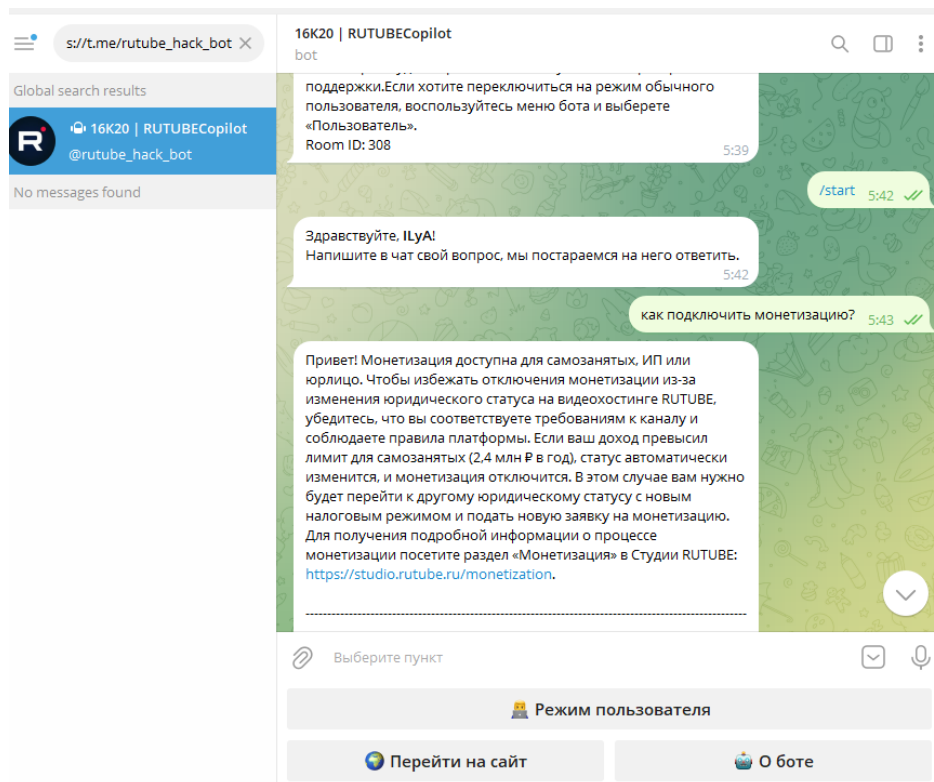 s://t.me/rutube_hack_bot
Global search results
16K20 | RUTUBECopilot
@rutube_hack_bot
No messages found
16K20 | RUTUBECopilot
bot
поддержки.Если хотите переключиться на режим обычного
пользователя, воспользуйтесь меню бота и выберете
«Пользователь».
Room ID: 308
5:39
/start
5:42
Здравствуйте, ILyA!
Напишите в чат свой вопрос, мы постараемся на него ответить.
5:42
как подключить монетизацию?
5:43
Привет! Монетизация доступна для самозанятых, ИП или
юрлицо. Чтобы избежать отключения монетизации из-за
изменения юридического статуса на видеохостинге RUTUBE,
убедитесь, что вы соответствуете требованиям к каналу и
соблюдаете правила платформы. Если ваш доход превысил
лимит для самозанятых (2,4 млн ₽ в год), статус автоматически
изменится, и монетизация отключится. В этом случае вам нужно
будет перейти к другому юридическому статусу с новым
налоговым режимом и подать новую заявку на монетизацию.
Для получения подробной информации о процессе
монетизации посетите раздел «Монетизация» в Студии RUTUBE:
https://studio.rutube.ru/monetization.
Выберите пункт
Режим пользователя
Перейти на сайт
О боте